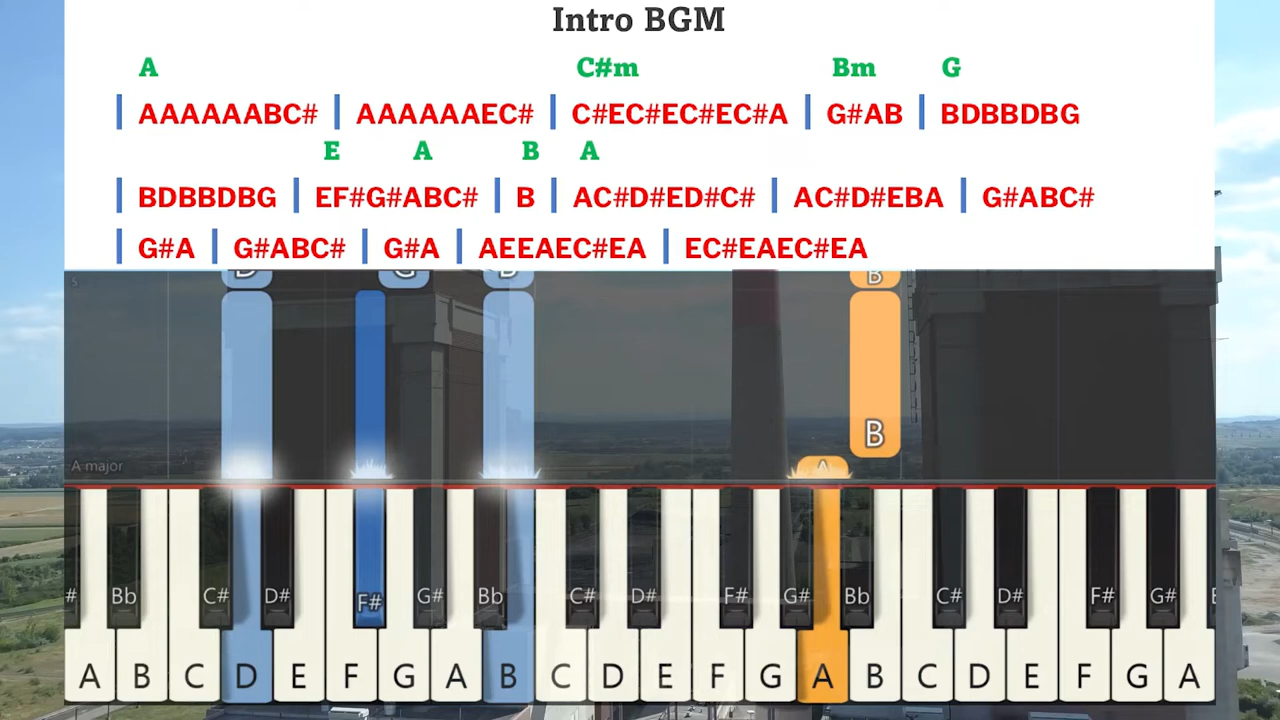 Intro BGM
A C#m Bm G
| AAAAAABC# | AAAAAAEC# | C#EC#EC#EC#A | G#AB | BDBBDBG
E A B A
| BDBBDBG | EF#G#ABC# | B | AC#D#ED#C# | AC#D#EBA | G#ABC#
| G#A | G#ABC# | G#A | AEEAEC#EA | EC#EAEC#EA
D G B B
B
A major A
# Bb C# D# F# G# Bb C# D# F# G# Bb C# D# F# G#
A B C D E F G A B C D E F G A B C D E F G A